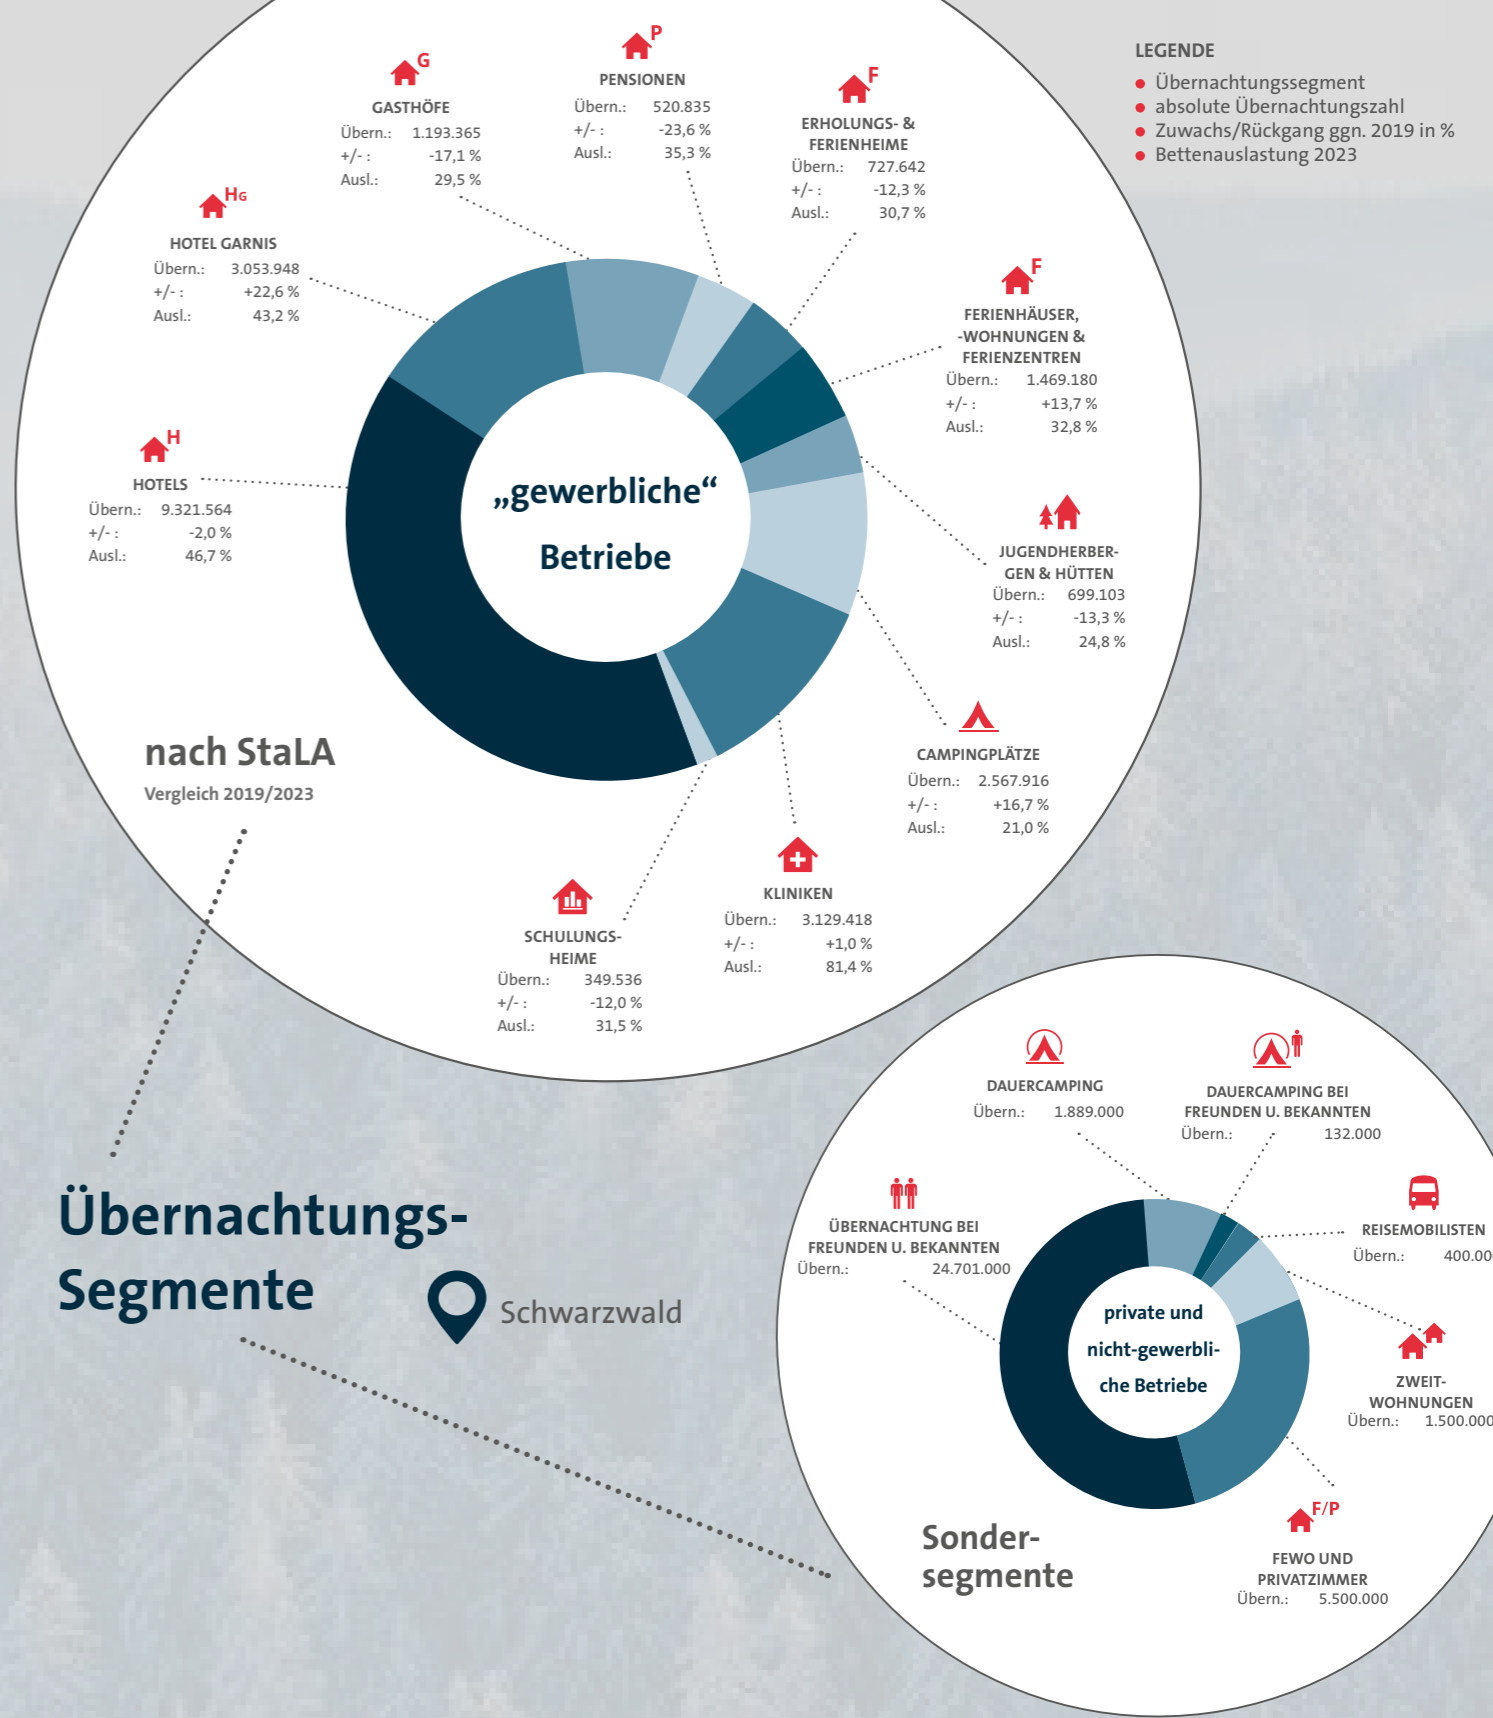 LEGENDE
Übernachtungssegment
absolute Übernachtungszahl
Zuwachs/Rückgang ggn. 2019 in %
Bettenauslastung 2023
P
PENSIONEN
Übern.: 520.835
+/- : -23,6 %
Ausl.: 35,3 %
G
GASTHÖFE
Übern.: 1.193.365
+/- : -17,1 %
Ausl.: 29,5 %
F
ERHOLUNGS- &
FERIENHEIME
Übern.: 727.642
+/- : -12,3 %
Ausl.: 30,7 %
HG
HOTEL GARNIS
Übern.: 3.053.948
+/- : +22,6 %
Ausl.: 43,2 %
F
FERIENHÄUSER,
-WOHNUNGEN &
FERIENZENTREN
Übern.: 1.469.180
+/- : +13,7 %
Ausl.: 32,8 %
H
HOTELS
Übern.: 9.321.564
+/- : -2,0 %
Ausl.: 46,7 %
„gewerbliche“
Betriebe
JUGENDHERBER-
GEN & HÜTTEN
Übern.: 699.103
+/- : -13,3 %
Ausl.: 24,8 %
CAMPINGPLÄTZE
Übern.: 2.567.916
+/- : +16,7 %
Ausl.: 21,0 %
nach StaLA
Vergleich 2019/2023
KLINIKEN
Übern.: 3.129.418
+/- : +1,0 %
Ausl.: 81,4 %
SCHULUNGS-
HEIME
Übern.: 349.536
+/- : -12,0 %
Ausl.: 31,5 %
Übernachtungs-
Segmente
Schwarzwald
DAUERCAMPING
Übern.: 1.889.000
DAUERCAMPING BEI
FREUNDEN U. BEKANNTEN
Übern.: 132.000
ÜBERNACHTUNG BEI
FREUNDEN U. BEKANNTEN
Übern.: 24.701.000
REISEMOBILISTEN
Übern.: 400.00
private und
nicht-gewerbli-
che Betriebe
ZWEIT-
WOHNUNGEN
Übern.: 1.500.000
F/P
FEWO UND
PRIVATZIMMER
Übern.: 5.500.000
Sonder-
segmente